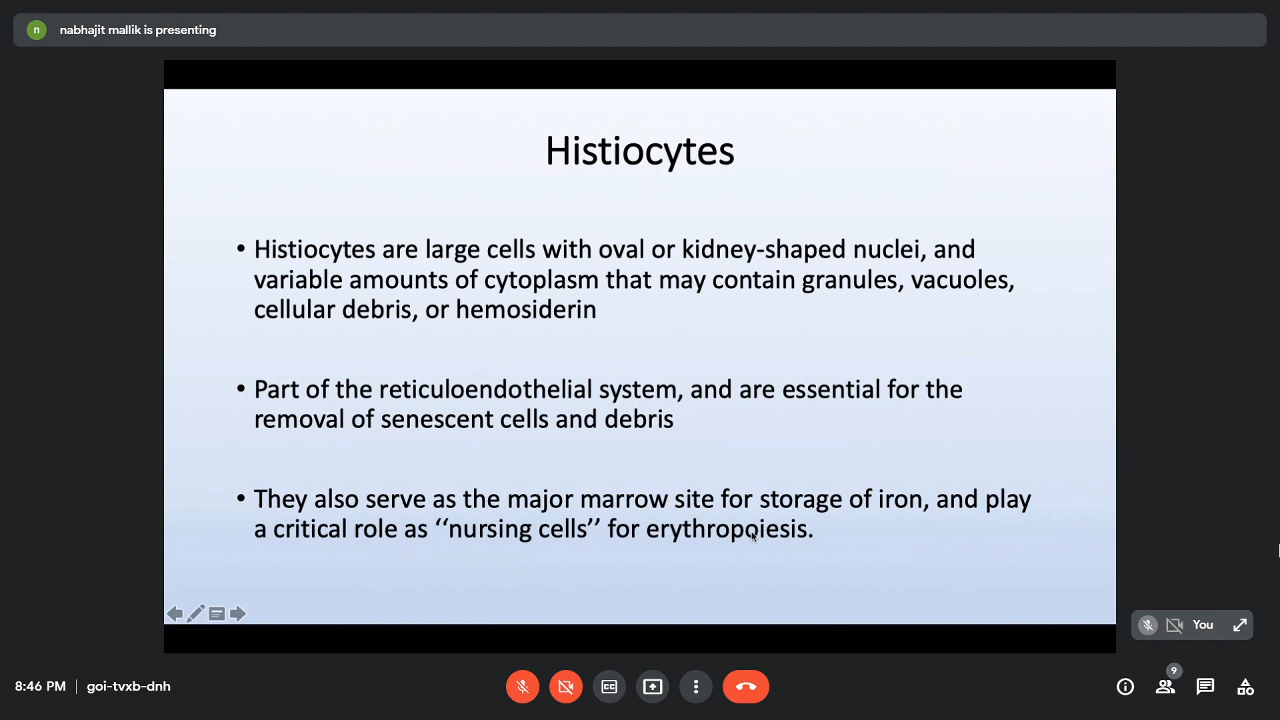 n nabhajit mallik is presenting
Histiocytes
• Histiocytes are large cells with oval or kidney-shaped nuclei, and
variable amounts of cytoplasm that may contain granules, vacuoles,
cellular debris, or hemosiderin
• Part of the reticuloendothelial system, and are essential for the
removal of senescent cells and debris
• They also serve as the major marrow site for storage of iron, and play
a critical role as ‘‘nursing cells’’ for erythropoiesis.
You
8:46 PM | goi-tvxb-dnh
CC
9